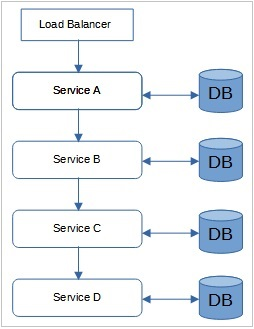 Load Balancer
Service A
DB
Service B
DB
Service C
DB
Service D
DB